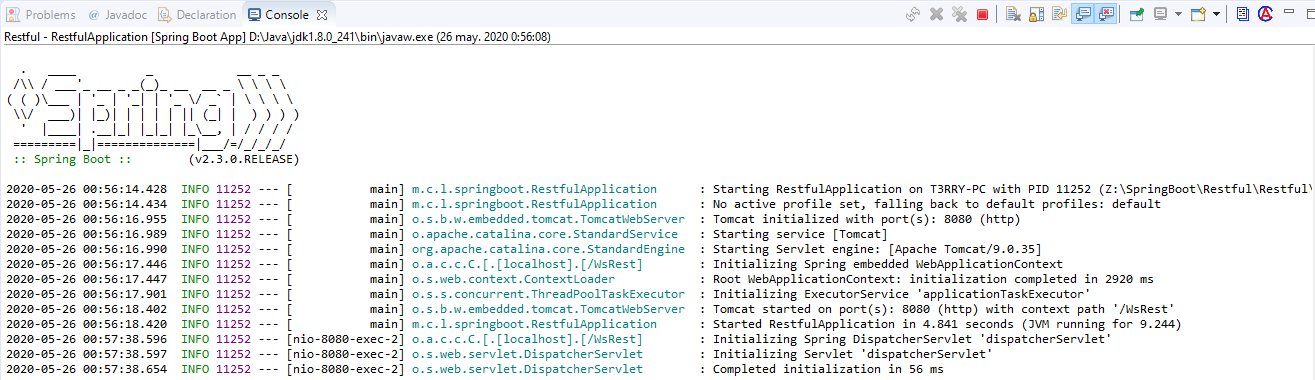 Problems @ Javadoc Declaration Console
Restful - RestfulApplication [Spring Boot App] D:\Java\jdk1.8.0_241\bin\javaw.exe (26 may. 2020 0:56:08)
  .   ____          _            __ _ _
 /\\ / ___'_ __ _ _(_)_ __  __ _ \ \ \ \
( ( )\___ | '_ | '_| | '_ \/ _` | \ \ \ \
 \\/  ___)| |_)| | | | | || (_| |  ) ) ) )
  '  |____| .__|_| |_|_| |_\__, | / / / /
 =========|_|==============|___/=/_/_/_/
 :: Spring Boot ::        (v2.3.0.RELEASE)
2020-05-26 00:56:14.428  INFO 11252 --- [           main] m.c.l.springboot.RestfulApplication      : Starting RestfulApplication on T3RRY-PC with PID 11252 (Z:\SpringBoot\Restful\Restful\
2020-05-26 00:56:14.434  INFO 11252 --- [           main] m.c.l.springboot.RestfulApplication      : No active profile set, falling back to default profiles: default
2020-05-26 00:56:16.955  INFO 11252 --- [           main] o.s.b.w.embedded.tomcat.TomcatWebServer  : Tomcat initialized with port(s): 8080 (http)
2020-05-26 00:56:16.989  INFO 11252 --- [           main] o.apache.catalina.core.StandardService   : Starting service [Tomcat]
2020-05-26 00:56:16.990  INFO 11252 --- [           main] org.apache.catalina.core.StandardEngine  : Starting Servlet engine: [Apache Tomcat/9.0.35]
2020-05-26 00:56:17.446  INFO 11252 --- [           main] o.a.c.c.C.[.[localhost].[/WsRest]        : Initializing Spring embedded WebApplicationContext
2020-05-26 00:56:17.447  INFO 11252 --- [           main] o.s.web.context.ContextLoader            : Root WebApplicationContext: initialization completed in 2920 ms
2020-05-26 00:56:17.901  INFO 11252 --- [           main] o.s.s.concurrent.ThreadPoolTaskExecutor  : Initializing ExecutorService 'applicationTaskExecutor'
2020-05-26 00:56:18.402  INFO 11252 --- [           main] o.s.b.w.embedded.tomcat.TomcatWebServer  : Tomcat started on port(s): 8080 (http) with context path '/WsRest'
2020-05-26 00:56:18.420  INFO 11252 --- [           main] m.c.l.springboot.RestfulApplication      : Started RestfulApplication in 4.841 seconds (JVM running for 9.244)
2020-05-26 00:57:38.596  INFO 11252 --- [nio-8080-exec-2] o.a.c.c.C.[.[localhost].[/WsRest]        : Initializing Spring DispatcherServlet 'dispatcherServlet'
2020-05-26 00:57:38.597  INFO 11252 --- [nio-8080-exec-2] o.s.web.servlet.DispatcherServlet        : Initializing Servlet 'dispatcherServlet'
2020-05-26 00:57:38.654  INFO 11252 --- [nio-8080-exec-2] o.s.web.servlet.DispatcherServlet        : Completed initialization in 56 ms